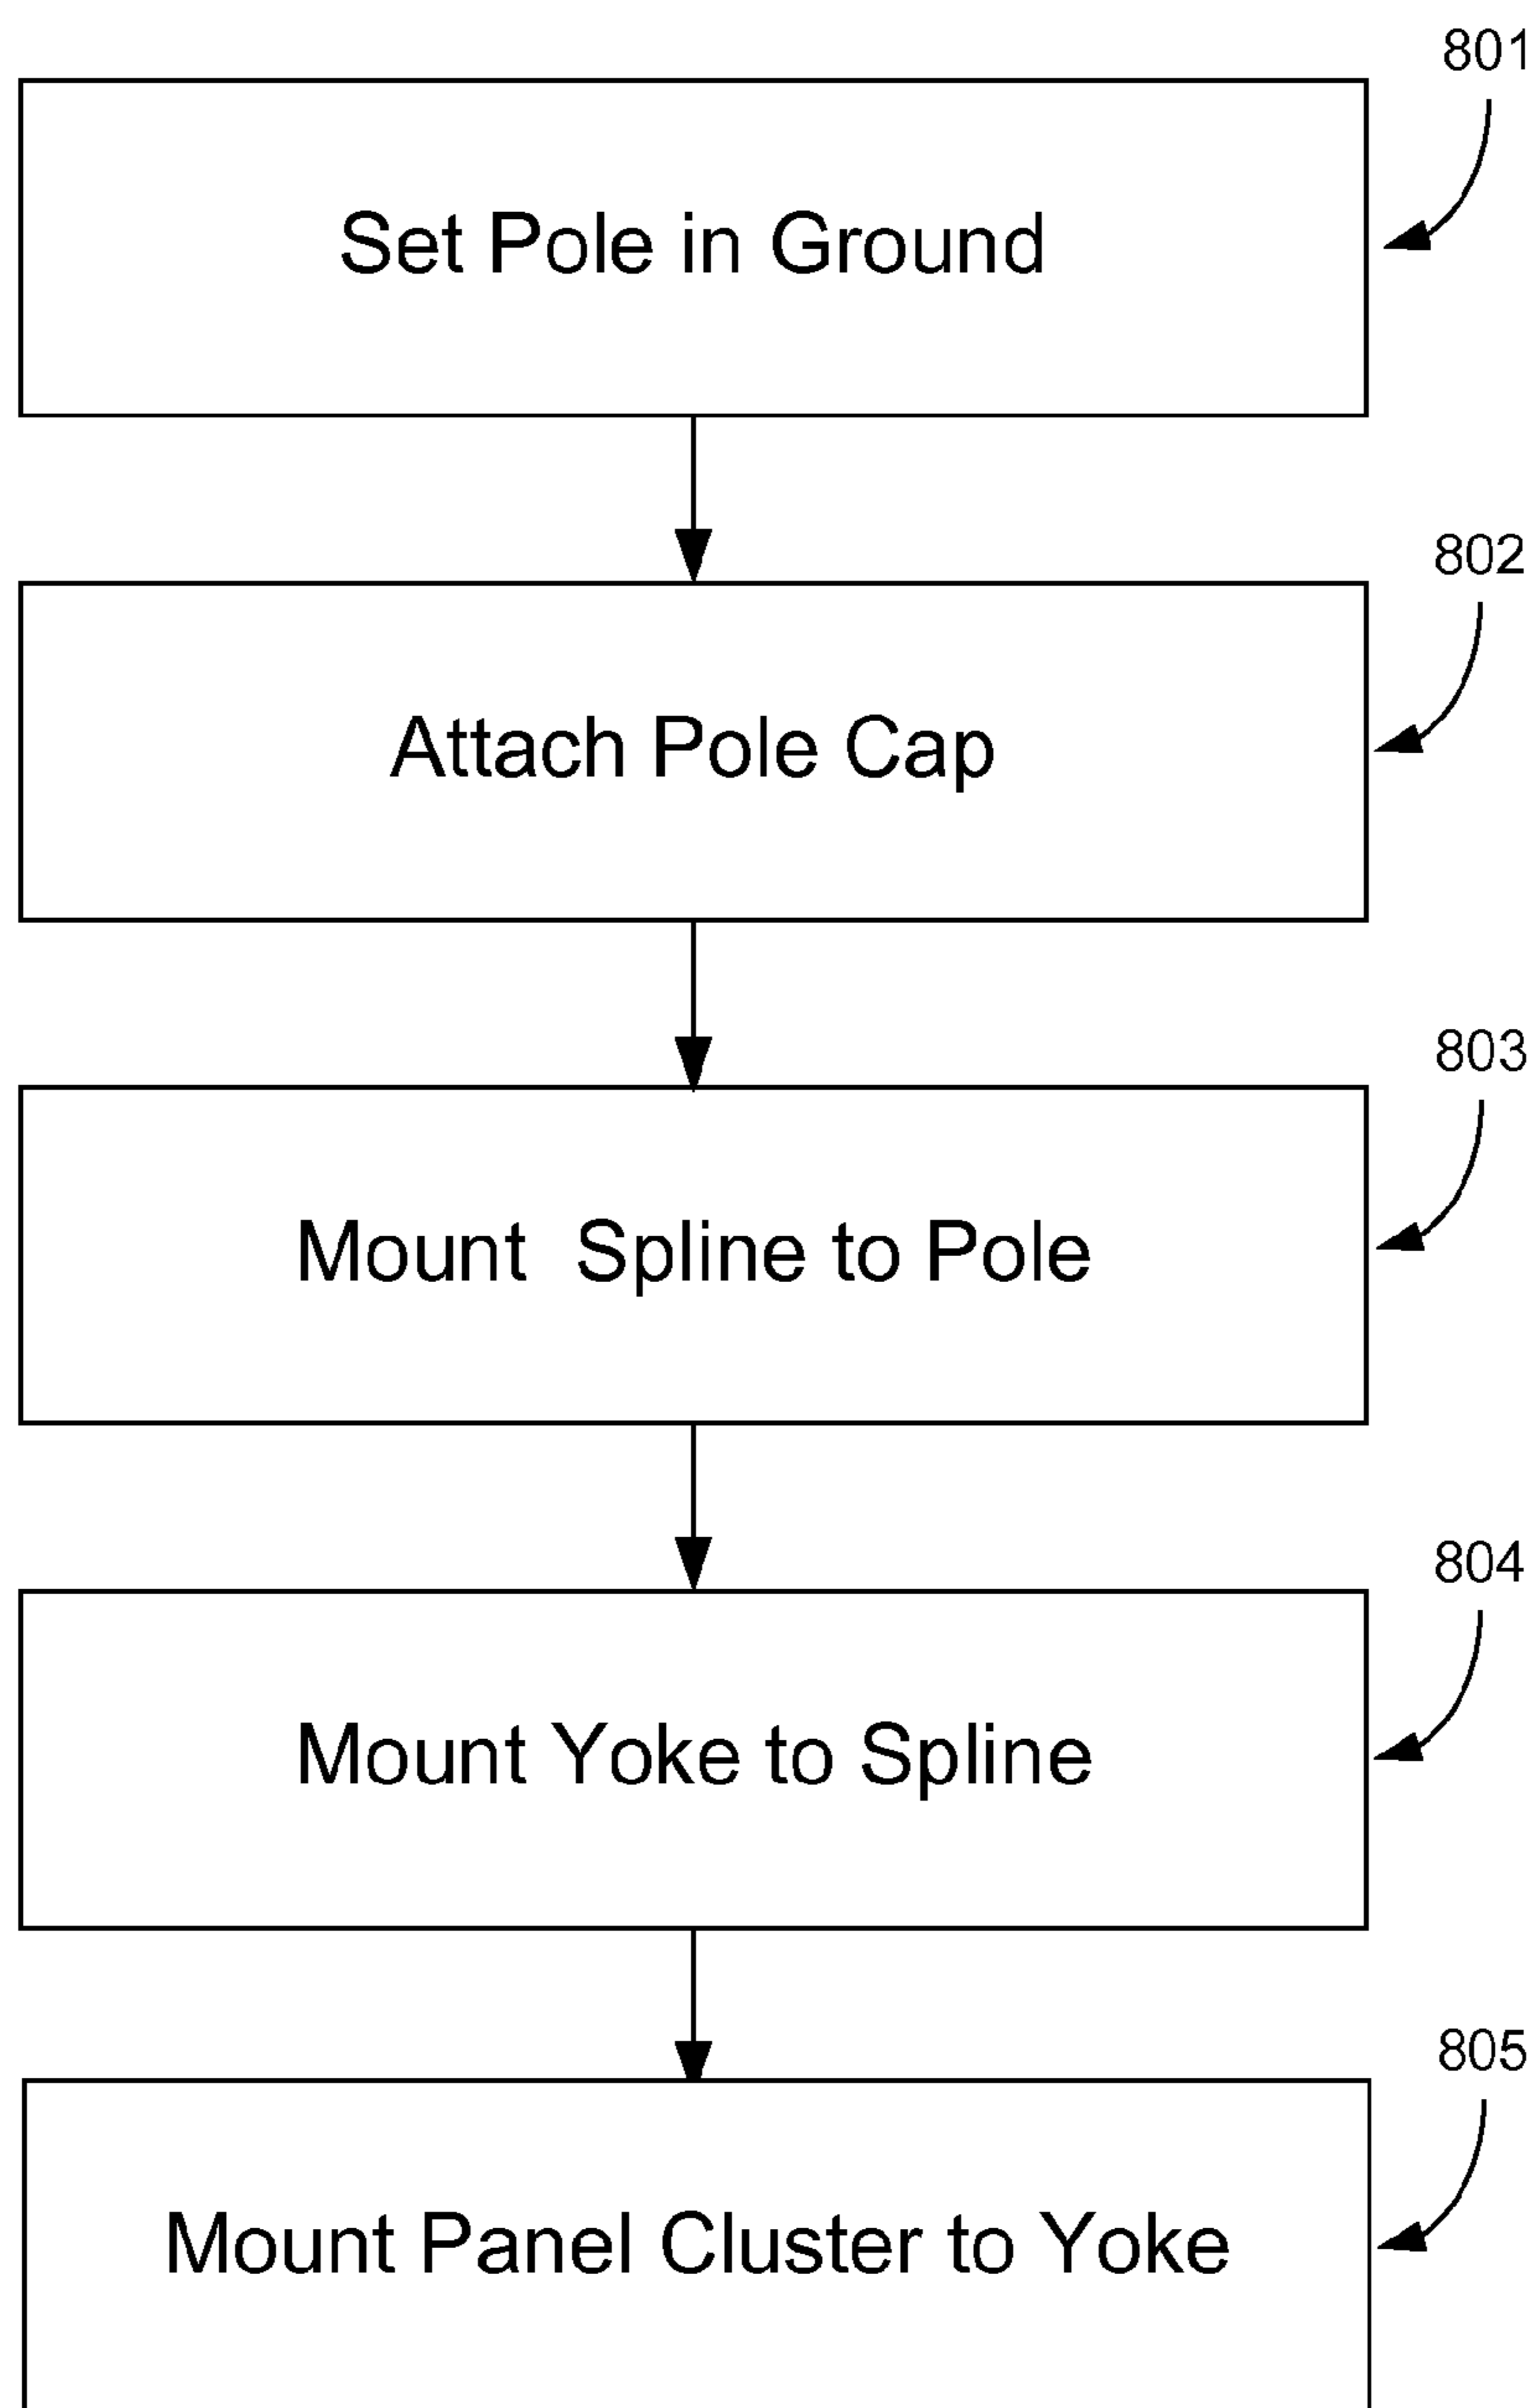 801
Set Pole in Ground
802
Attach Pole Cap
803
Mount  Spline to Pole
804
Mount Yoke to Spline
805
Mount Panel Cluster to Yoke